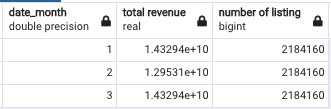 date_month total revenue number of listing
double precision real bigint
1 1.43294e+10 2184160
2 1.29531e+10 2184160
3 1.43294e+10 2184160